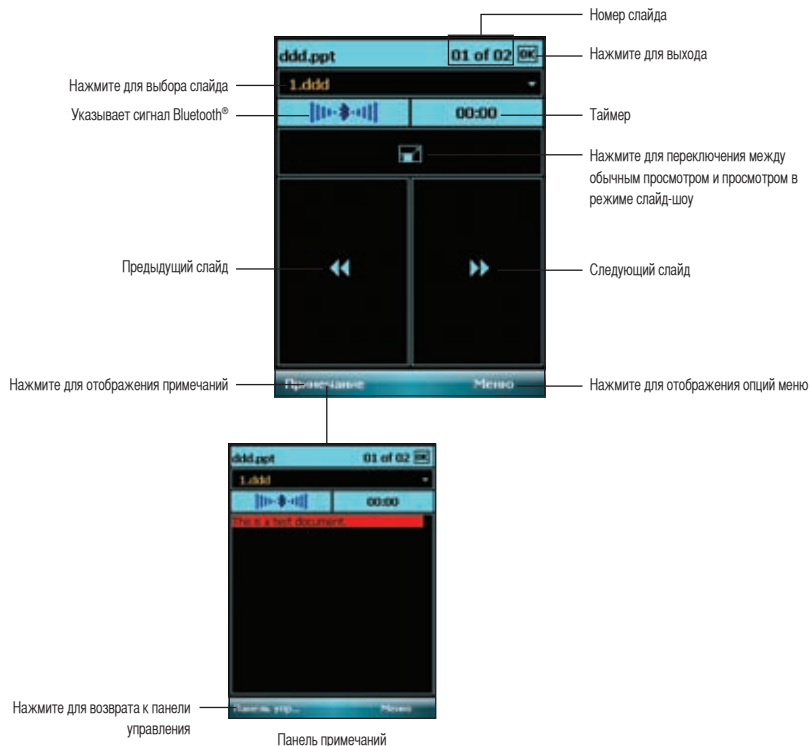 Номер слайда
ddd.ppt 01 of 02 OK
Нажмите для выхода
Нажмите для выбора слайда
1.ddd
Указывает сигнал Bluetooth®
00:00
Таймер
Нажмите для переключения между
обычным просмотром и просмотром в
режиме слайд-шоу
Предыдущий слайд
Следующий слайд
Нажмите для отображения примечаний
Примечание Меню
Нажмите для отображения опций меню
ddd.ppt 01 of 02 OK
1.ddd
00:00
This is a test document.
Нажмите для возврата к панели
управления
Панель упр... Меню
Панель примечаний